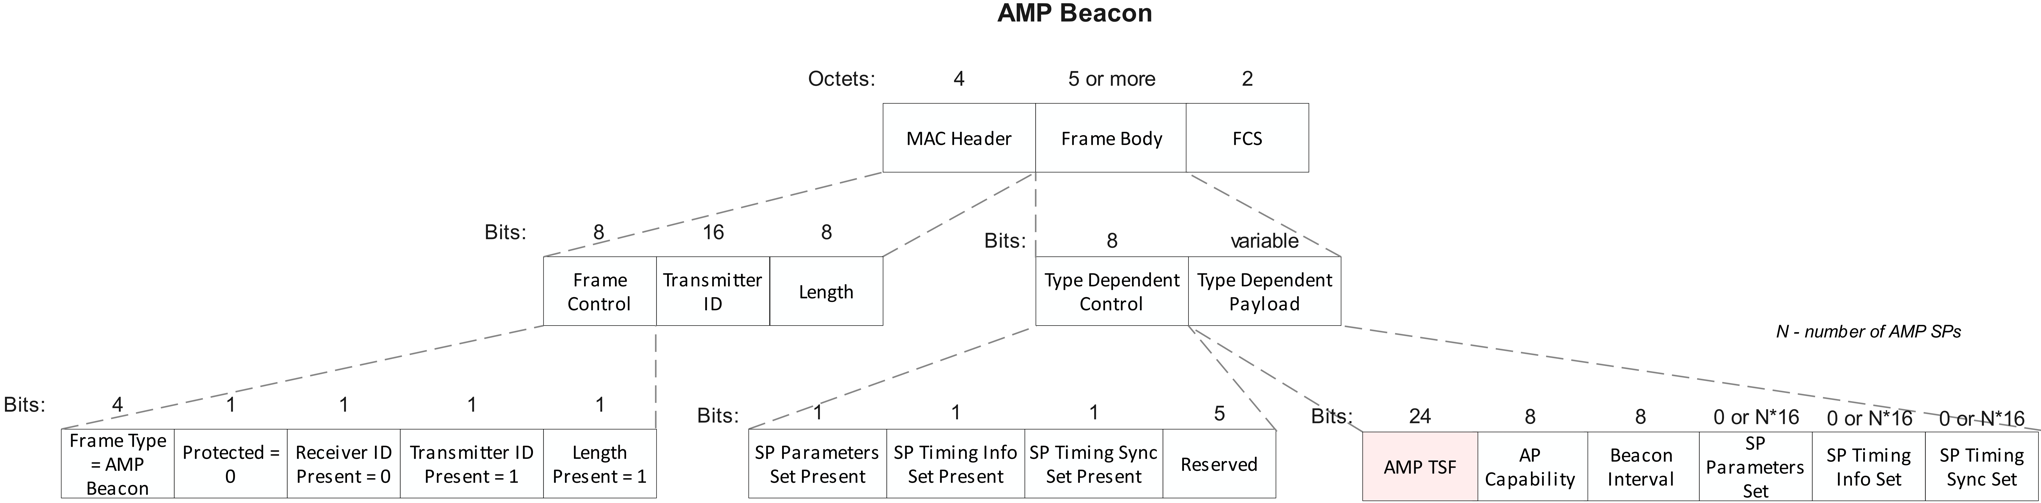 AMP Beacon
Octets: 4 5 or more 2
MAC Header Frame Body FCS
Bits: 8 16 8
Frame Control Transmitter ID Length
Bits: 8 variable
Type Dependent Control Type Dependent Payload
N - number of AMP SPs
Bits: 4 1 1 1 1
Frame Type = AMP Beacon Protected = 0 Receiver ID Present = 0 Transmitter ID Present = 1 Length Present = 1
Bits: 1 1 1 5
SP Parameters Set Present SP Timing Info Set Present SP Timing Sync Set Present Reserved
Bits: 24 8 8 0 or N*16 0 or N*16 0 or N*16
AMP TSF AP Capability Beacon Interval SP Parameters Set SP Timing Info Set SP Timing Sync Set